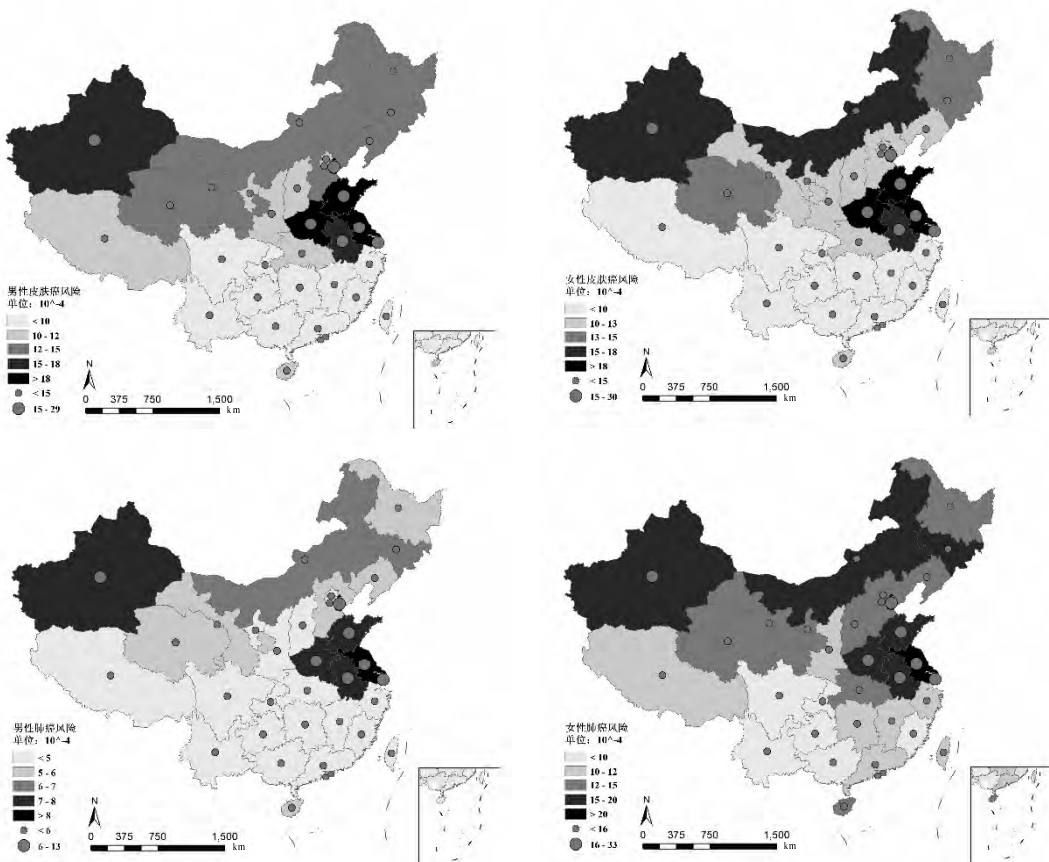 男性皮肤癌风险
单位：10^-4
< 10
10 - 12
12 - 15
15 - 18
> 18
< 15
15 - 29
N
0 375 750 1,500
km
女性皮肤癌风险
单位：10^-4
< 10
10 - 13
13 - 15
15 - 18
> 18
< 15
15 - 30
N
0 375 750 1,500
km
男性肺癌风险
单位：10^-4
< 5
5 - 6
6 - 7
7 - 8
> 8
< 6
6 - 13
N
0 375 750 1,500
km
女性肺癌风险
单位：10^-4
< 10
10 - 12
12 - 15
15 - 20
> 20
< 16
16 - 33
N
0 375 750 1,500
km